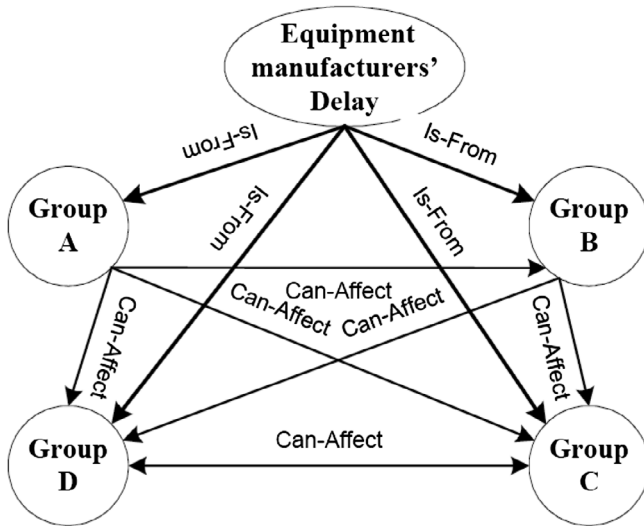 Equipment
manufacturers’
Delay
Is-From
Is-From
Is-From
Is-From
Group
A
Group
B
Can-Affect
Can-Affect
Can-Affect
Can-Affect
Can-Affect
Group
D
Can-Affect
Group
C